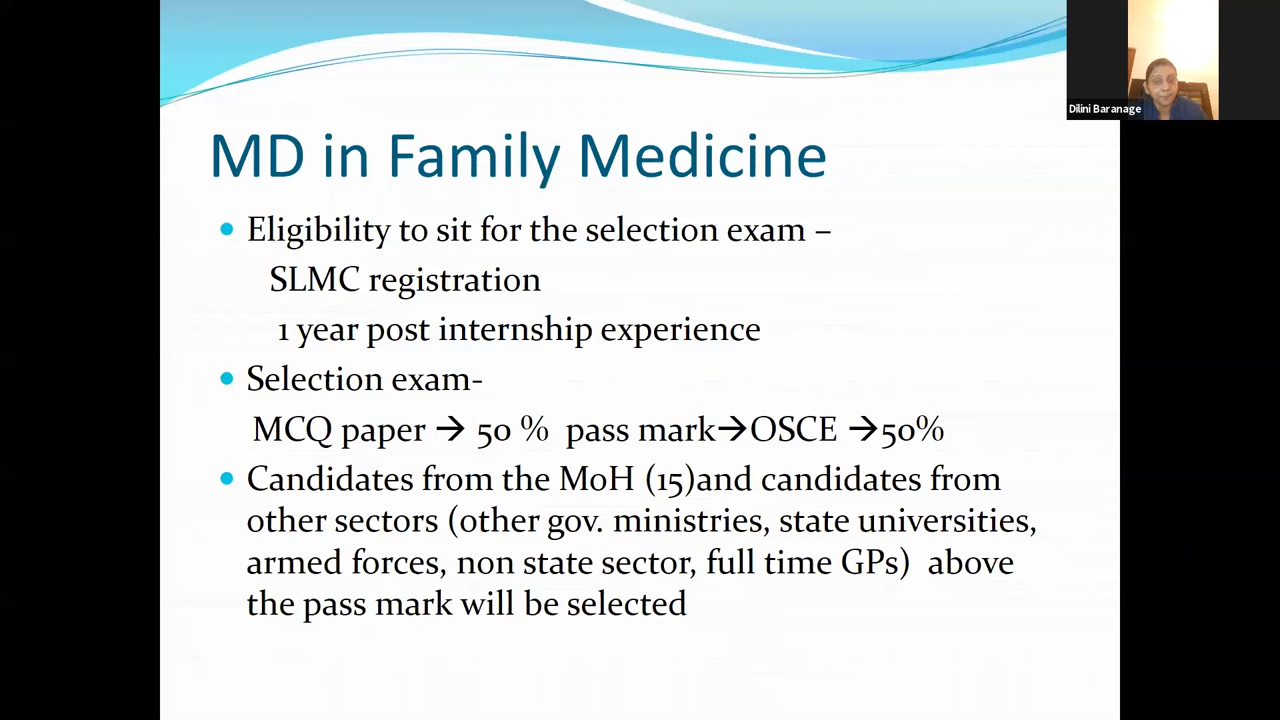 Dilini Baranage
MD in Family Medicine
• Eligibility to sit for the selection exam –
SLMC registration
1 year post internship experience
• Selection exam-
MCQ paper → 50 % pass mark→OSCE →50%
• Candidates from the MoH (15)and candidates from
other sectors (other gov. ministries, state universities,
armed forces, non state sector, full time GPs) above
the pass mark will be selected